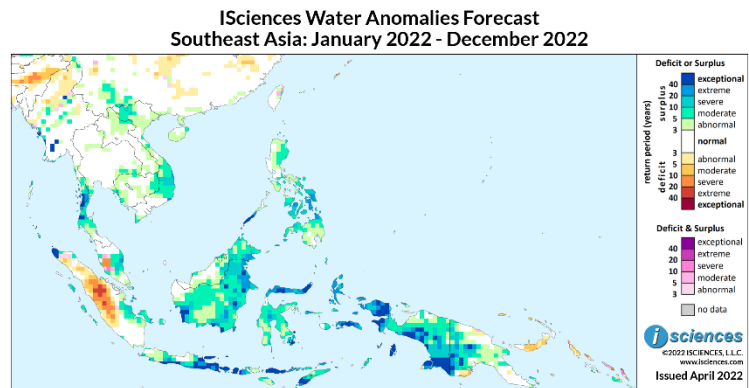 ISciences Water Anomalies Forecast
Southeast Asia: January 2022 - December 2022
Deficit or Surplus
return period (years)
surplus
deficit
40
20
10
5
3
3
5
10
20
40
exceptional
extreme
severe
moderate
abnormal
normal
abnormal
moderate
severe
extreme
exceptional
Deficit & Surplus
40
20
10
5
3
exceptional
extreme
severe
moderate
abnormal
no data
isciences
©2022 ISCIENCES, L.L.C.
www.isciences.com
Issued April 2022